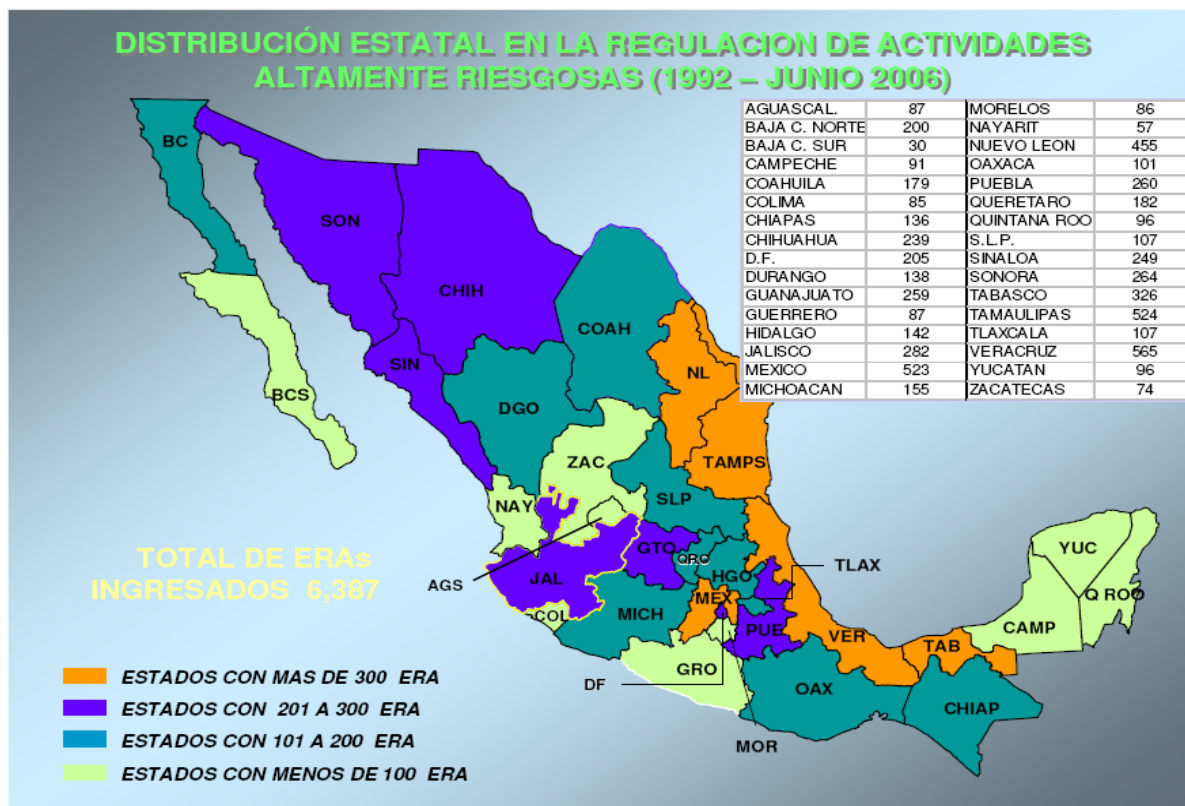 DISTRIBUCIÓN ESTATAL EN LA REGULACION DE ACTIVIDADES
ALTAMENTE RIESGOSAS (1992 – JUNIO 2006)
AGUASCAL. 87 MORELOS 86
BAJA C. NORTE 200 NAYARIT 57
BAJA C. SUR 30 NUEVO LEON 455
CAMPECHE 91 OAXACA 101
COAHUILA 179 PUEBLA 260
COLIMA 85 QUERETARO 182
CHIAPAS 136 QUINTANA ROO 96
CHIHUAHUA 239 S.L.P. 107
D.F. 205 SINALOA 249
DURANGO 138 SONORA 264
GUANAJUATO 259 TABASCO 326
GUERRERO 87 TAMAULIPAS 524
HIDALGO 142 TLAXCALA 107
JALISCO 282 VERACRUZ 565
MEXICO 523 YUCATAN 96
MICHOACAN 155 ZACATECAS 74
BC
SON
CHIH
COAH
SIN
NL
BCS
DGO
ZAC
TAMPS
NAY
SLP
GTO
QRO
HGO
TLAX
YUC
Q ROO
AGS
JAL
MEX
COL
MICH
PUE
VER
TAB
CAMP
GRO
DF
OAX
CHIAP
MOR
TOTAL DE ERAs
INGRESADOS 6,387
ESTADOS CON MAS DE 300 ERA
ESTADOS CON 201 A 300 ERA
ESTADOS CON 101 A 200 ERA
ESTADOS CON MENOS DE 100 ERA